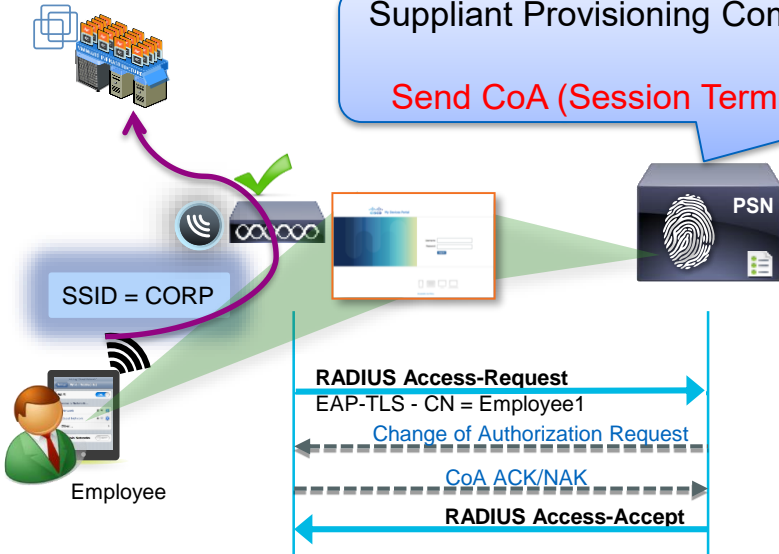 Suppliant Provisioning Com
Send CoA (Session Term
PSN
SSID = CORP
RADIUS Access-Request
EAP-TLS - CN = Employee1
Change of Authorization Request
CoA ACK/NAK
RADIUS Access-Accept
Employee